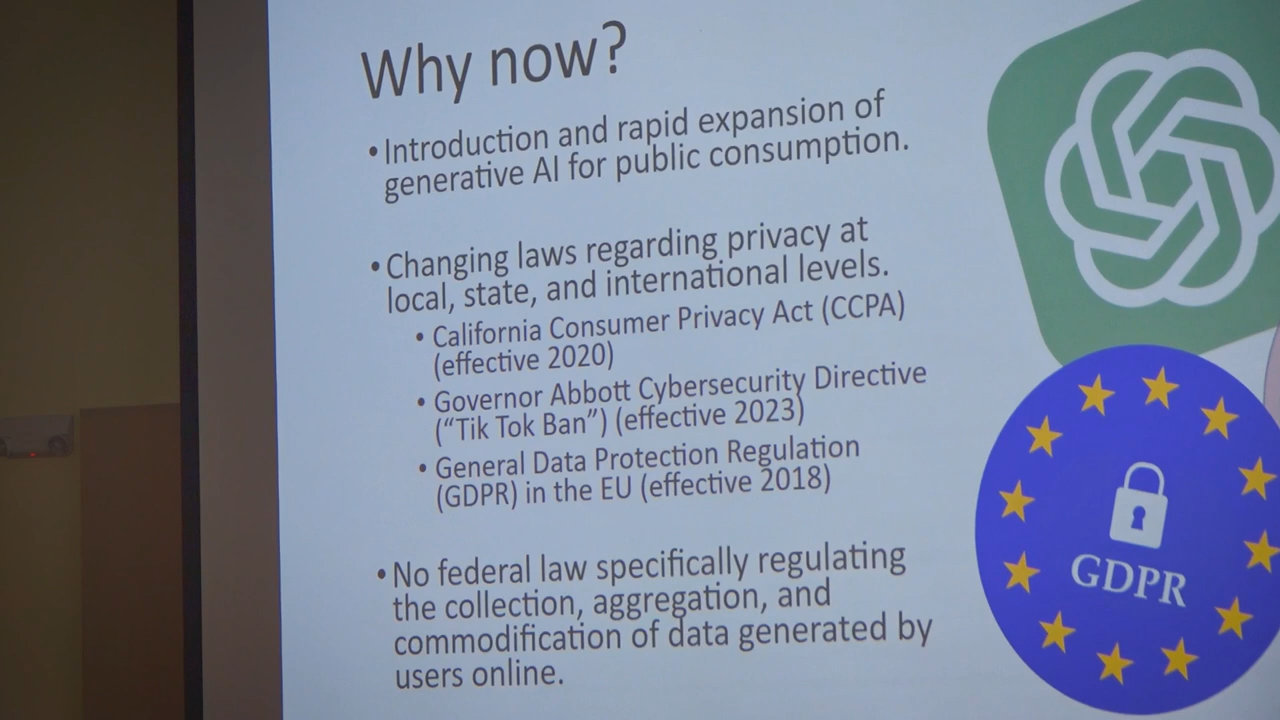 Why now?
•Introduction and rapid expansion of
generative AI for public consumption.
•Changing laws regarding privacy at
local, state, and international levels.
• California Consumer Privacy Act (CCPA)
(effective 2020)
• Governor Abbott Cybersecurity Directive
(“Tik Tok Ban”) (effective 2023)
• General Data Protection Regulation
(GDPR) in the EU (effective 2018)
•No federal law specifically regulating
the collection, aggregation, and
commodification of data generated by
users online.
GDPR